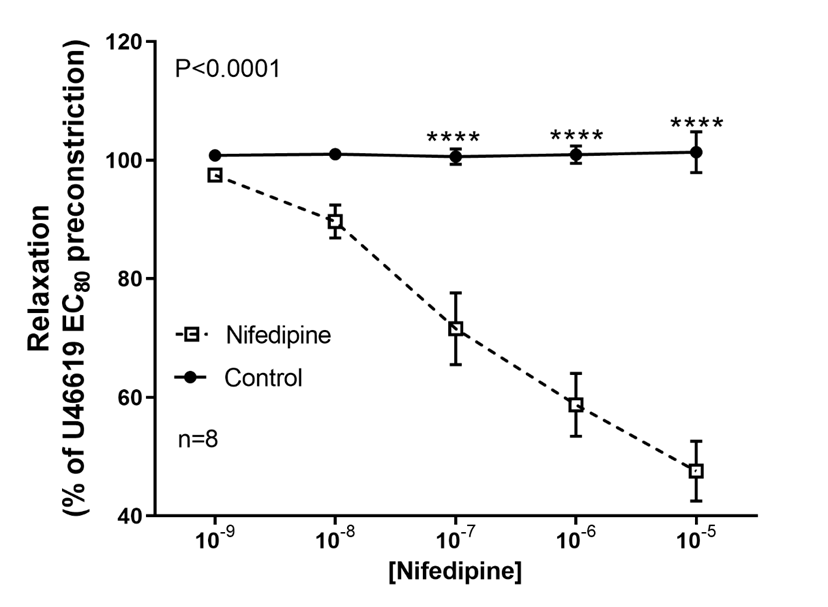 120
P<0.0001
**** **** ****
100
80
60
40
Relaxation
(% of U46619 EC80 preconstriction)
Nifedipine
Control
n=8
10-9 10-8 10-7 10-6 10-5
[Nifedipine]